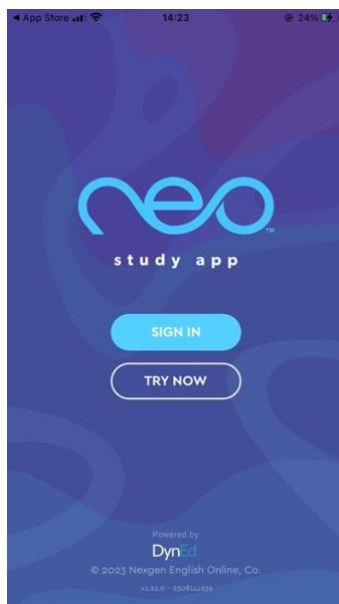 App Store 14:23 24%
neo™
study app
SIGN IN
TRY NOW
Powered by
DynEd
© 2023 Nexgen English Online, Co.